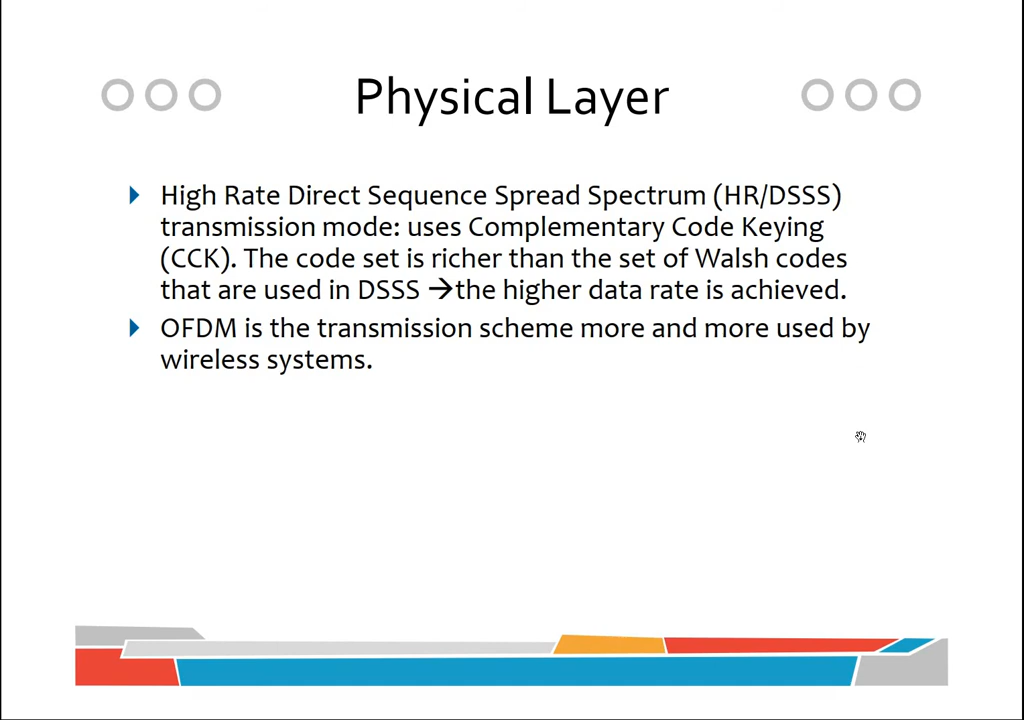 Physical Layer
High Rate Direct Sequence Spread Spectrum (HR/DSSS)
transmission mode: uses Complementary Code Keying
(CCK). The code set is richer than the set of Walsh codes
that are used in DSSS →the higher data rate is achieved.
OFDM is the transmission scheme more and more used by
wireless systems.